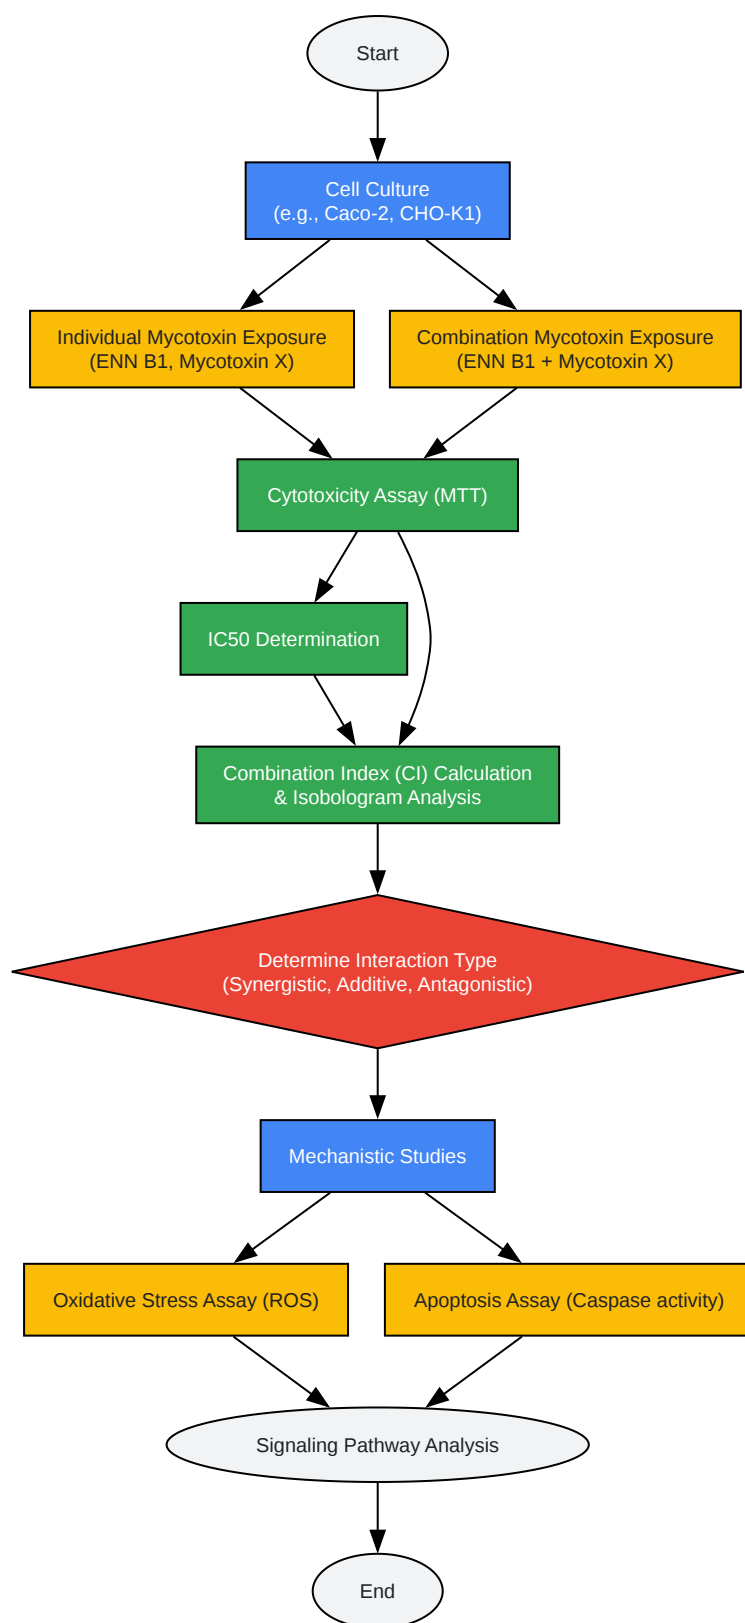 Start
Cell Culture
(e.g., Caco-2, CHO-K1)
Individual Mycotoxin Exposure
(ENN B1, Mycotoxin X)
Combination Mycotoxin Exposure
(ENN B1 + Mycotoxin X)
Cytotoxicity Assay (MTT)
IC50 Determination
Combination Index (CI) Calculation
& Isobologram Analysis
Determine Interaction Type
(Synergistic, Additive, Antagonistic)
Mechanistic Studies
Oxidative Stress Assay (ROS)
Apoptosis Assay (Caspase activity)
Signaling Pathway Analysis
End